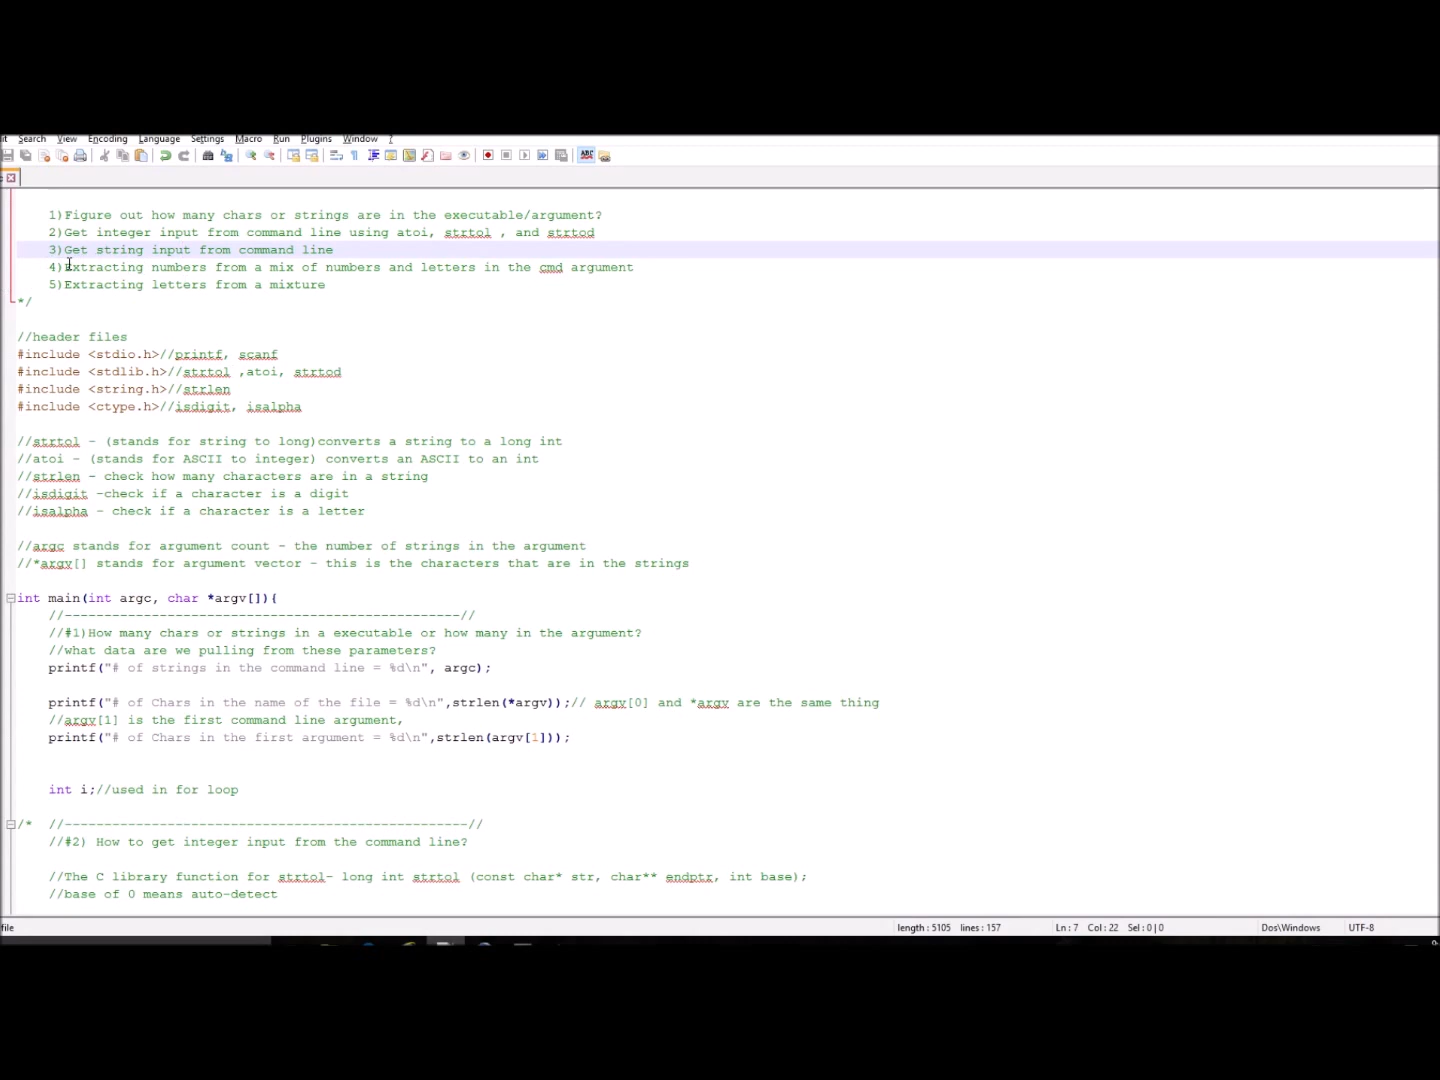 Search View Encoding Language Settings Macro Run Plugins Window ?
1)Figure out how many chars or strings are in the executable/argument?
2)Get integer input from command line using atoi, strtol , and strtod
3)Get string input from command line
4)Extracting numbers from a mix of numbers and letters in the cmd argument
5)Extracting letters from a mixture
*/
//header files
#include <stdio.h>//printf, scanf
#include <stdlib.h>//strtol ,atoi, strtod
#include <string.h>//strlen
#include <ctype.h>//isdigit, isalpha
//strtol - (stands for string to long)converts a string to a long int
//atoi - (stands for ASCII to integer) converts an ASCII to an int
//strlen - check how many characters are in a string
//isdigit -check if a character is a digit
//isalpha - check if a character is a letter
//argc stands for argument count - the number of strings in the argument
//*argv[] stands for argument vector - this is the characters that are in the strings
int main(int argc, char *argv[]){
//--------------------------------------------------//
//#1)How many chars or strings in a executable or how many in the argument?
//what data are we pulling from these parameters?
printf("# of strings in the command line = %d\n", argc);
printf("# of Chars in the name of the file = %d\n",strlen(*argv));// argv[0] and *argv are the same thing
//argv[1] is the first command line argument,
printf("# of Chars in the first argument = %d\n",strlen(argv[1]));
int i;//used in for loop
/* //---------------------------------------------------//
//#2) How to get integer input from the command line?
//The C library function for strtol- long int strtol (const char* str, char** endptr, int base);
//base of 0 means auto-detect
file length : 5105 lines : 157 Ln : 7 Col : 22 Sel : 0 | 0 Dos\Windows UTF-8